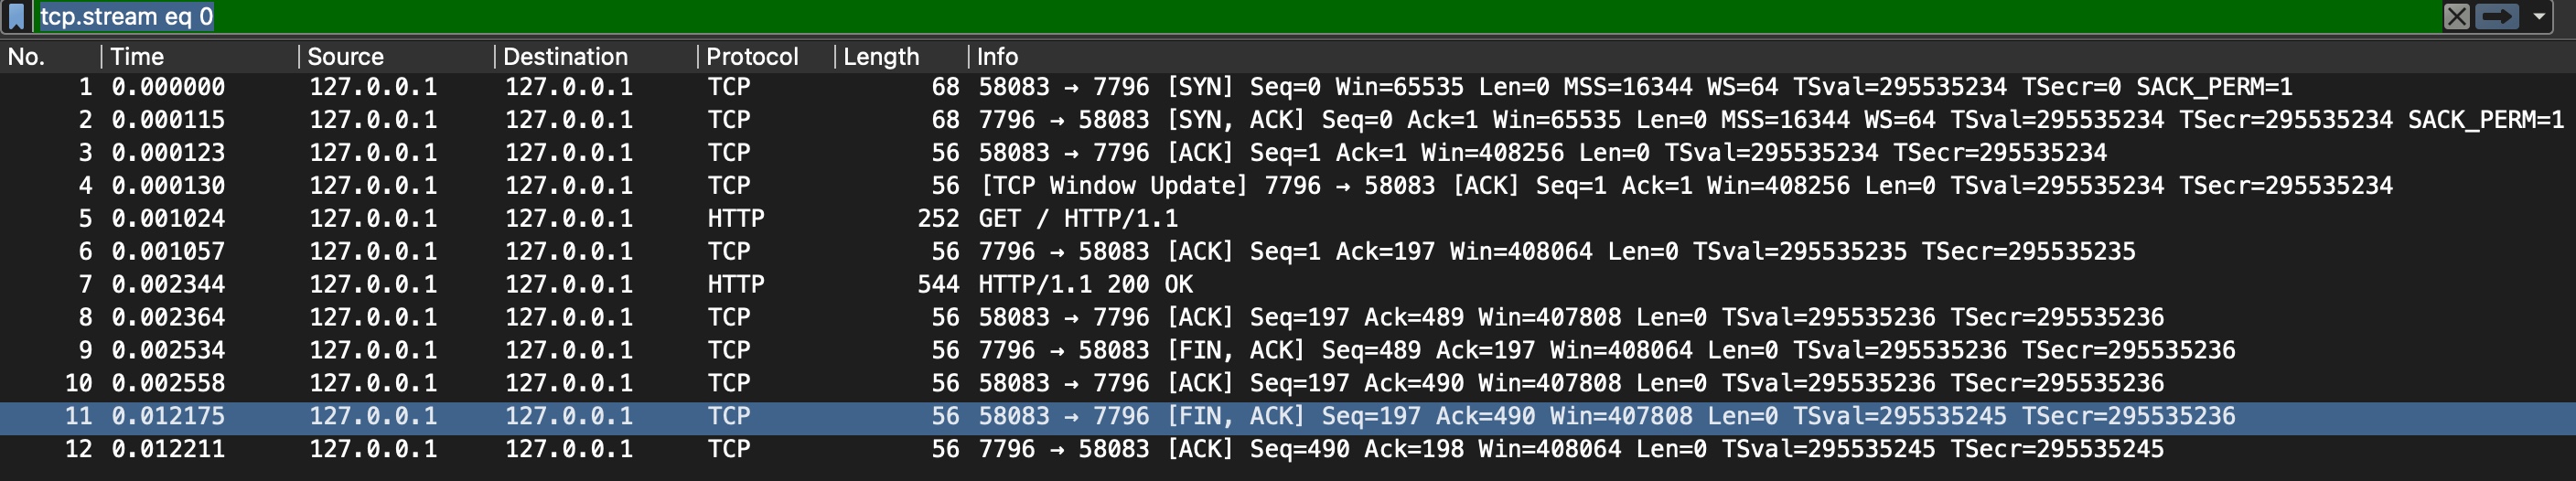 tcp.stream eq 0
No. Time Source Destination Protocol Length Info
1 0.000000 127.0.0.1 127.0.0.1 TCP 68 58083 → 7796 [SYN] Seq=0 Win=65535 Len=0 MSS=16344 WS=64 TSval=295535234 TSecr=0 SACK_PERM=1
2 0.000115 127.0.0.1 127.0.0.1 TCP 68 7796 → 58083 [SYN, ACK] Seq=0 Ack=1 Win=65535 Len=0 MSS=16344 WS=64 TSval=295535234 TSecr=295535234 SACK_PERM=1
3 0.000123 127.0.0.1 127.0.0.1 TCP 56 58083 → 7796 [ACK] Seq=1 Ack=1 Win=408256 Len=0 TSval=295535234 TSecr=295535234
4 0.000130 127.0.0.1 127.0.0.1 TCP 56 [TCP Window Update] 7796 → 58083 [ACK] Seq=1 Ack=1 Win=408256 Len=0 TSval=295535234 TSecr=295535234
5 0.001024 127.0.0.1 127.0.0.1 HTTP 252 GET / HTTP/1.1
6 0.001057 127.0.0.1 127.0.0.1 TCP 56 7796 → 58083 [ACK] Seq=1 Ack=197 Win=408064 Len=0 TSval=295535235 TSecr=295535235
7 0.002344 127.0.0.1 127.0.0.1 HTTP 544 HTTP/1.1 200 OK
8 0.002364 127.0.0.1 127.0.0.1 TCP 56 58083 → 7796 [ACK] Seq=197 Ack=489 Win=407808 Len=0 TSval=295535236 TSecr=295535236
9 0.002534 127.0.0.1 127.0.0.1 TCP 56 7796 → 58083 [FIN, ACK] Seq=489 Ack=197 Win=408064 Len=0 TSval=295535236 TSecr=295535236
10 0.002558 127.0.0.1 127.0.0.1 TCP 56 58083 → 7796 [ACK] Seq=197 Ack=490 Win=407808 Len=0 TSval=295535236 TSecr=295535236
11 0.012175 127.0.0.1 127.0.0.1 TCP 56 58083 → 7796 [FIN, ACK] Seq=197 Ack=490 Win=407808 Len=0 TSval=295535245 TSecr=295535236
12 0.012211 127.0.0.1 127.0.0.1 TCP 56 7796 → 58083 [ACK] Seq=490 Ack=198 Win=408064 Len=0 TSval=295535245 TSecr=295535245